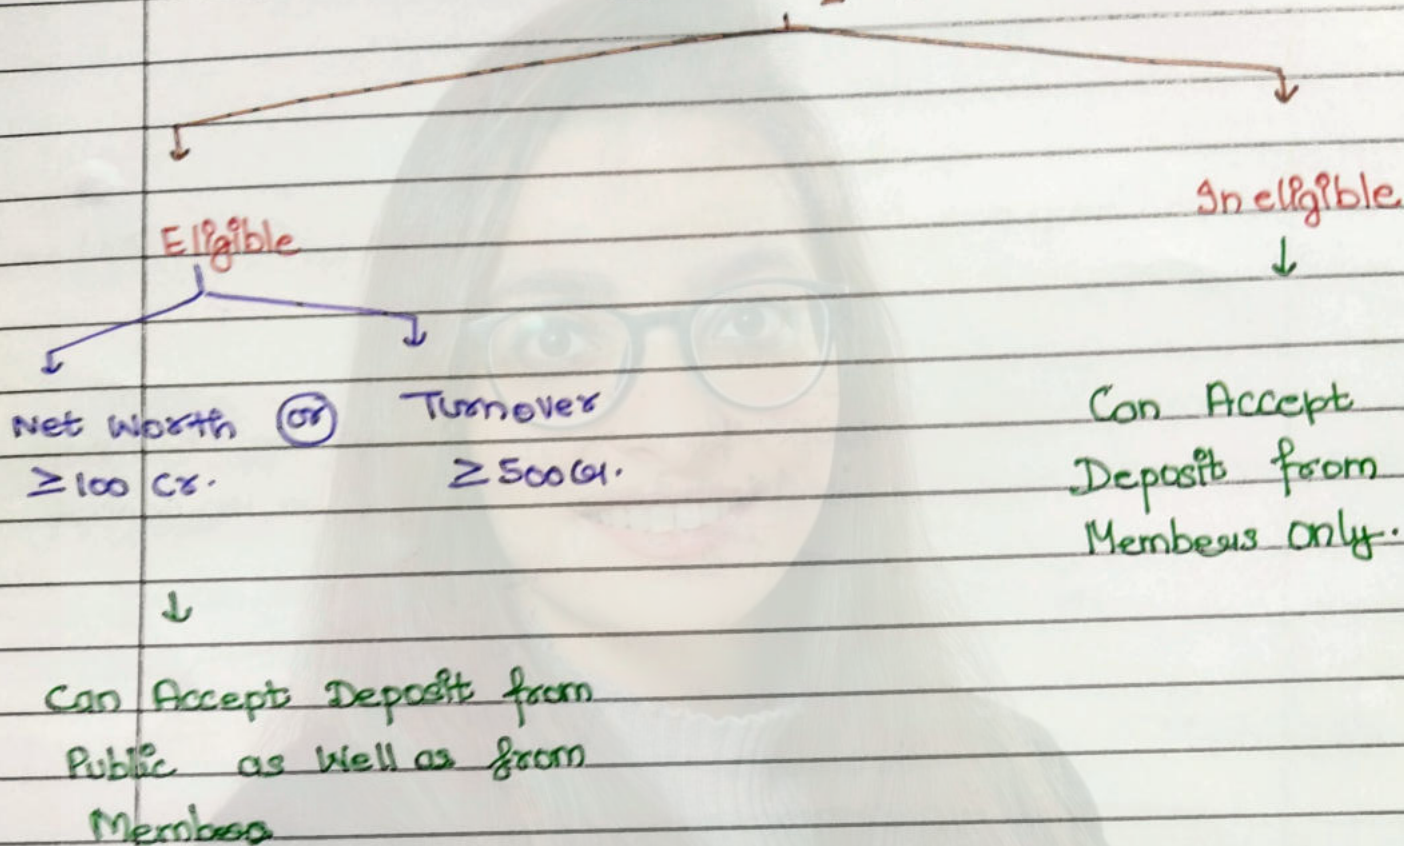 Eligible
Ineligible
Net Worth or Turnover
≥100 Cr. ≥500 Cr.
Can Accept
Deposit from
Members only.
Can Accept Deposit from
Public as Well as from
Members